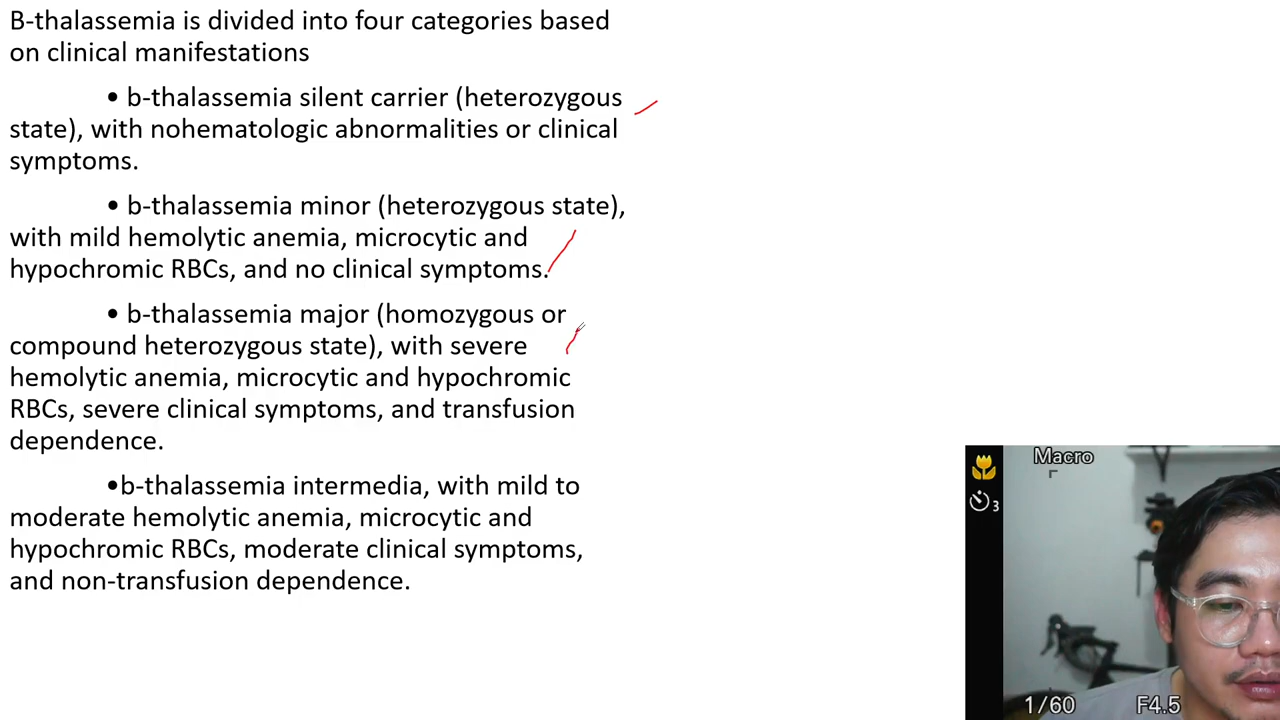 B-thalassemia is divided into four categories based
on clinical manifestations
• b-thalassemia silent carrier (heterozygous
state), with nohematologic abnormalities or clinical
symptoms.
• b-thalassemia minor (heterozygous state),
with mild hemolytic anemia, microcytic and
hypochromic RBCs, and no clinical symptoms.
• b-thalassemia major (homozygous or
compound heterozygous state), with severe
hemolytic anemia, microcytic and hypochromic
RBCs, severe clinical symptoms, and transfusion
dependence.
•b-thalassemia intermedia, with mild to
moderate hemolytic anemia, microcytic and
hypochromic RBCs, moderate clinical symptoms,
and non-transfusion dependence.
Macro
3
1/60 F4.5